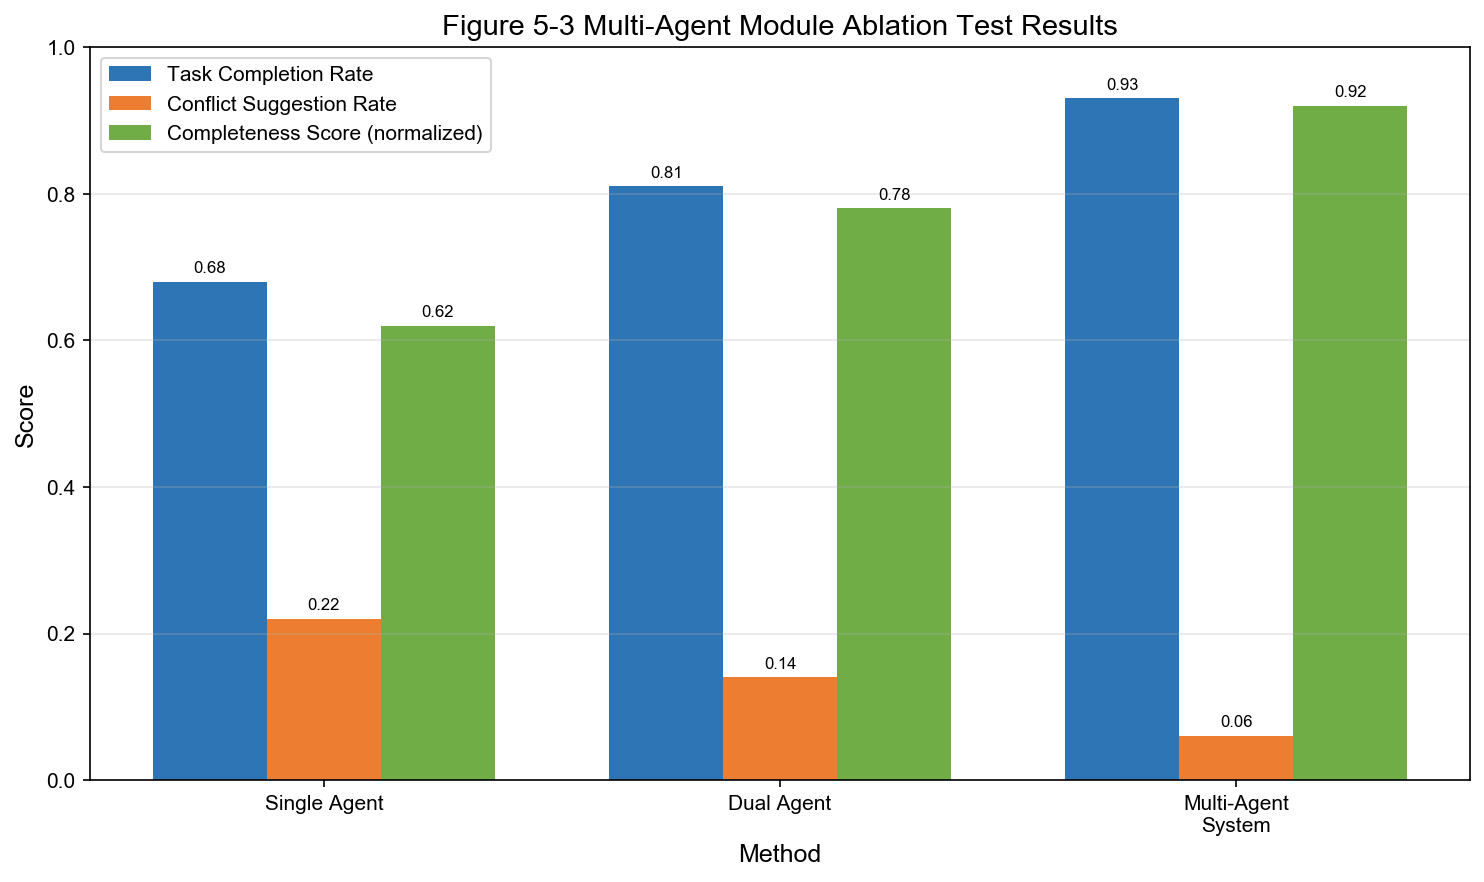 Figure 5-3 Multi-Agent Module Ablation Test Results
Task Completion Rate
Conflict Suggestion Rate
Completeness Score (normalized)
Score
1.0
0.8
0.6
0.4
0.2
0.0
0.68
0.22
0.62
0.81
0.14
0.78
0.93
0.06
0.92
Single Agent
Dual Agent
Multi-Agent
System
Method